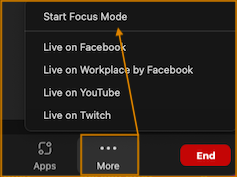 Start Focus Mode
Live on Facebook
Live on Workplace by Facebook
Live on YouTube
Live on Twitch
Apps
More
End